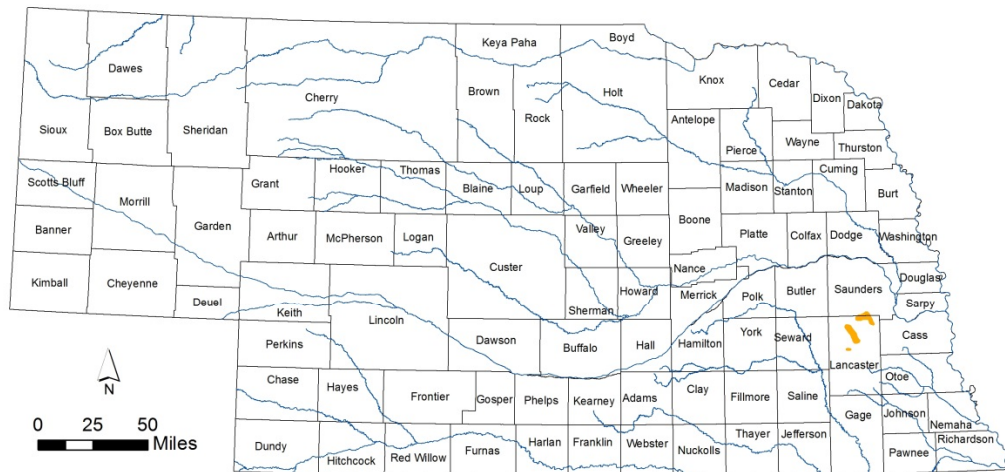 Keya Paha
Boyd
Dawes
Cherry
Brown
Rock
Holt
Knox
Cedar
Dixon
Dakota
Sioux
Box Butte
Sheridan
Antelope
Pierce
Wayne
Thurston
Scotts Bluff
Morrill
Garden
Grant
Hooker
Thomas
Blaine
Loup
Garfield
Wheeler
Madison
Stanton
Cuming
Burt
Banner
Arthur
McPherson
Logan
Custer
Valley
Greeley
Boone
Platte
Colfax
Dodge
Washington
Kimball
Cheyenne
Deuel
Keith
Lincoln
Sherman
Howard
Nance
Merrick
Polk
Butler
Saunders
Douglas
Sarpy
Perkins
Dawson
Buffalo
Hall
Hamilton
York
Seward
Lancaster
Cass
Otoe
Chase
Hayes
Frontier
Gosper
Phelps
Kearney
Adams
Clay
Fillmore
Saline
Gage
Johnson
Nemaha
Dundy
Hitchcock
Red Willow
Furnas
Harlan
Franklin
Webster
Nuckolls
Thayer
Jefferson
Pawnee
Richardson
N
0 25 50
Miles